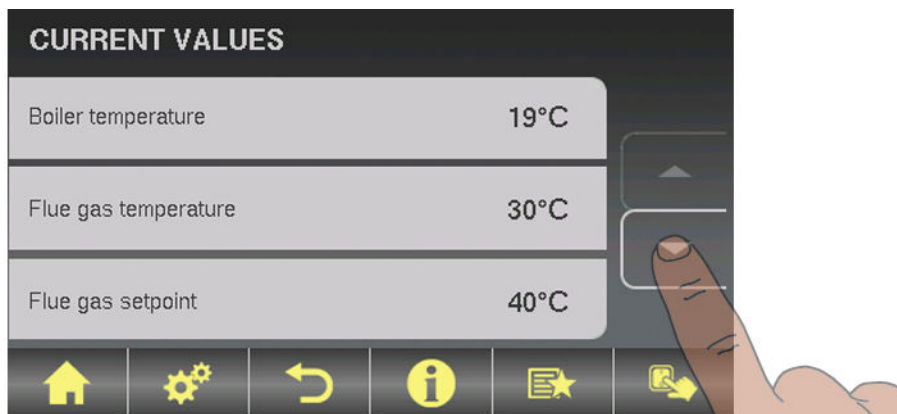 CURRENT VALUES
Boiler temperature 19°C
Flue gas temperature 30°C
Flue gas setpoint 40°C